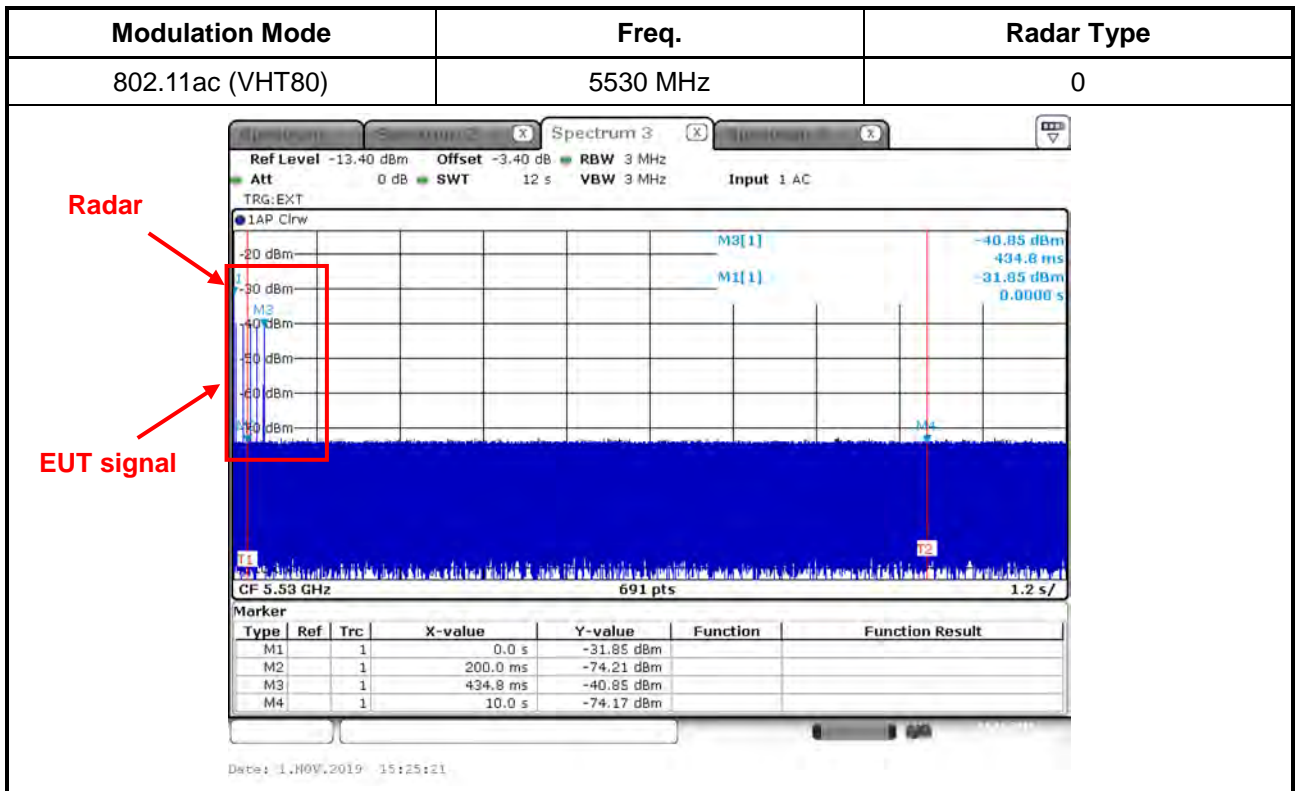 Modulation Mode Freq. Radar Type
802.11ac (VHT80) 5530 MHz 0
Spectrum 3
Ref Level -13.40 dBm Offset -3.40 dB RBW 3 MHz
Att 0 dB SWT 12 s VBW 3 MHz Input 1 AC
TRG:EXT
Radar
1AP Clrw
M3[1] -40.85 dBm
-20 dBm
434.8 ms
M1[1] -31.85 dBm
-30 dBm
0.0000 s
M3
-40 dBm
-50 dBm
-60 dBm
-70 dBm
M4
EUT signal
T1 T2
CF 5.53 GHz 691 pts 1.2 s/
Marker
Type Ref Trc X-value Y-value Function Function Result
M1 1 0.0 s -31.85 dBm
M2 1 200.0 ms -74.21 dBm
M3 1 434.8 ms -40.85 dBm
M4 1 10.0 s -74.17 dBm
Date: 1.NOV.2019 15:25:21